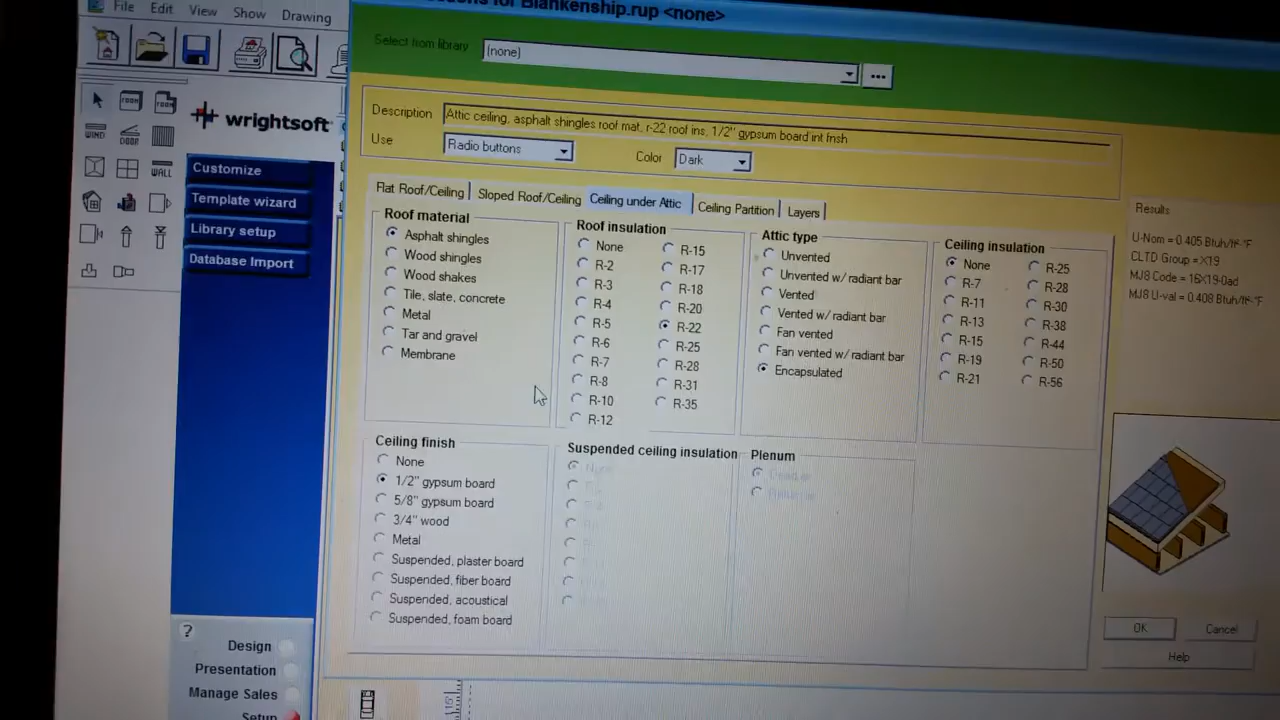 File Edit View Show Drawing
for Blankenship.rup <none>
Select from library
(none)
...
wrightsoft
Description
Attic ceiling, asphalt shingles roof mat, r-22 roof ins, 1/2" gypsum board int fnsh
Use
Radio buttons
Color
Dark
ROOM
WIND
DOOR
WALL
Customize
Template wizard
Library setup
Database Import
Flat Roof/Ceiling
Sloped Roof/Ceiling
Ceiling under Attic
Ceiling Partition
Layers
Roof material
Asphalt shingles
Wood shingles
Wood shakes
Tile, slate, concrete
Metal
Tar and gravel
Membrane
Roof insulation
None
R-2
R-3
R-4
R-5
R-6
R-7
R-8
R-10
R-12
R-15
R-17
R-18
R-20
R-22
R-25
R-28
R-31
R-35
Attic type
Unvented
Unvented w/ radiant bar
Vented
Vented w/ radiant bar
Fan vented
Fan vented w/ radiant bar
Encapsulated
Ceiling insulation
None
R-7
R-11
R-13
R-15
R-19
R-21
R-25
R-28
R-30
R-38
R-44
R-50
R-56
Results
U-Nom = 0.405 Btuh/ft²-°F
CLTD Group = X19
MJ8 Code = 16X19-0ad
MJ8 U-val = 0.408 Btuh/ft²-°F
Ceiling finish
None
1/2" gypsum board
5/8" gypsum board
3/4" wood
Metal
Suspended, plaster board
Suspended, fiber board
Suspended, acoustical
Suspended, foam board
Suspended ceiling insulation
Plenum
OK
Cancel
Help
?
Design
Presentation
Manage Sales
Setup